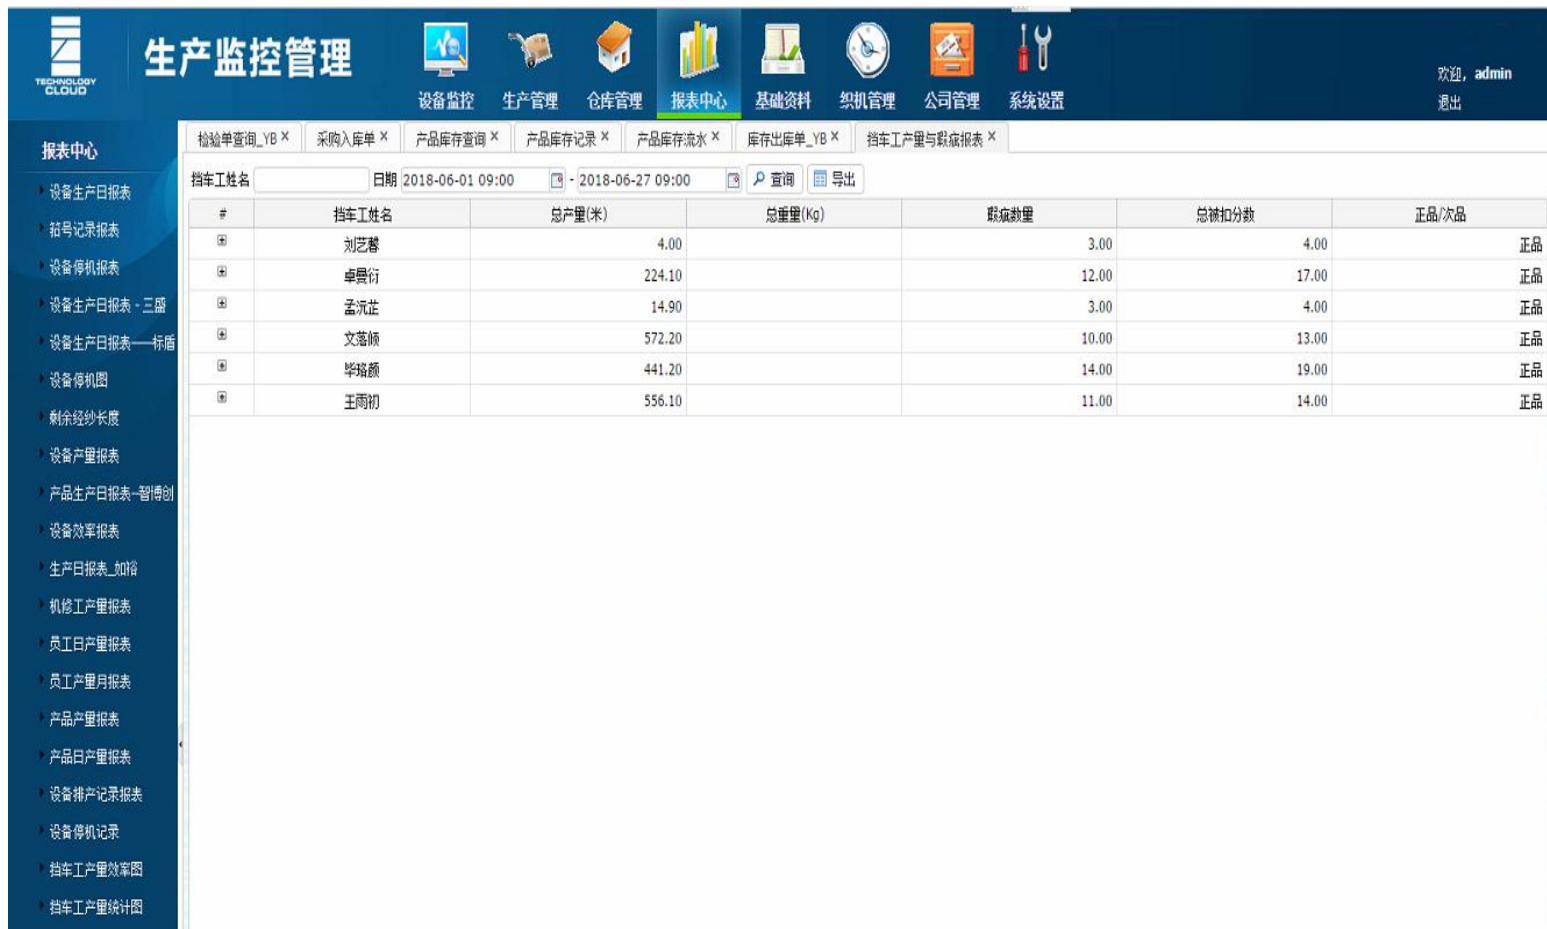 TECHNOLOGY
CLOUD
生产监控管理
设备监控 生产管理 仓库管理 报表中心 基础资料 织机管理 公司管理 系统设置
欢迎，admin
退出
报表中心
设备生产日报表
箱号记录报表
设备停机报表
设备生产日报表 - 三盛
设备生产日报表——标盾
设备停机图
剩余经纱长度
设备产量报表
产品生产日报表--智博创
设备效率报表
生产日报表_如裕
机修工产量报表
员工日产量报表
员工产量月报表
产品产量报表
产品日产量报表
设备排产记录报表
设备停机记录
挡车工产量效率图
挡车工产量统计图
检验单查询_YB × 采购入库单 × 产品库存查询 × 产品库存记录 × 产品库存流水 × 库存出库单_YB × 挡车工产量与瑕疵报表 ×
挡车工姓名 日期 2018-06-01 09:00 - 2018-06-27 09:00 查询 导出
# 挡车工姓名 总产量(米) 总重量(Kg) 瑕疵数量 总被扣分数 正品/次品
刘艺馨 4.00 3.00 4.00 正品
卓曼衍 224.10 12.00 17.00 正品
孟沅芷 14.90 3.00 4.00 正品
文落倾 572.20 10.00 13.00 正品
毕珞颜 441.20 14.00 19.00 正品
王雨初 556.10 11.00 14.00 正品